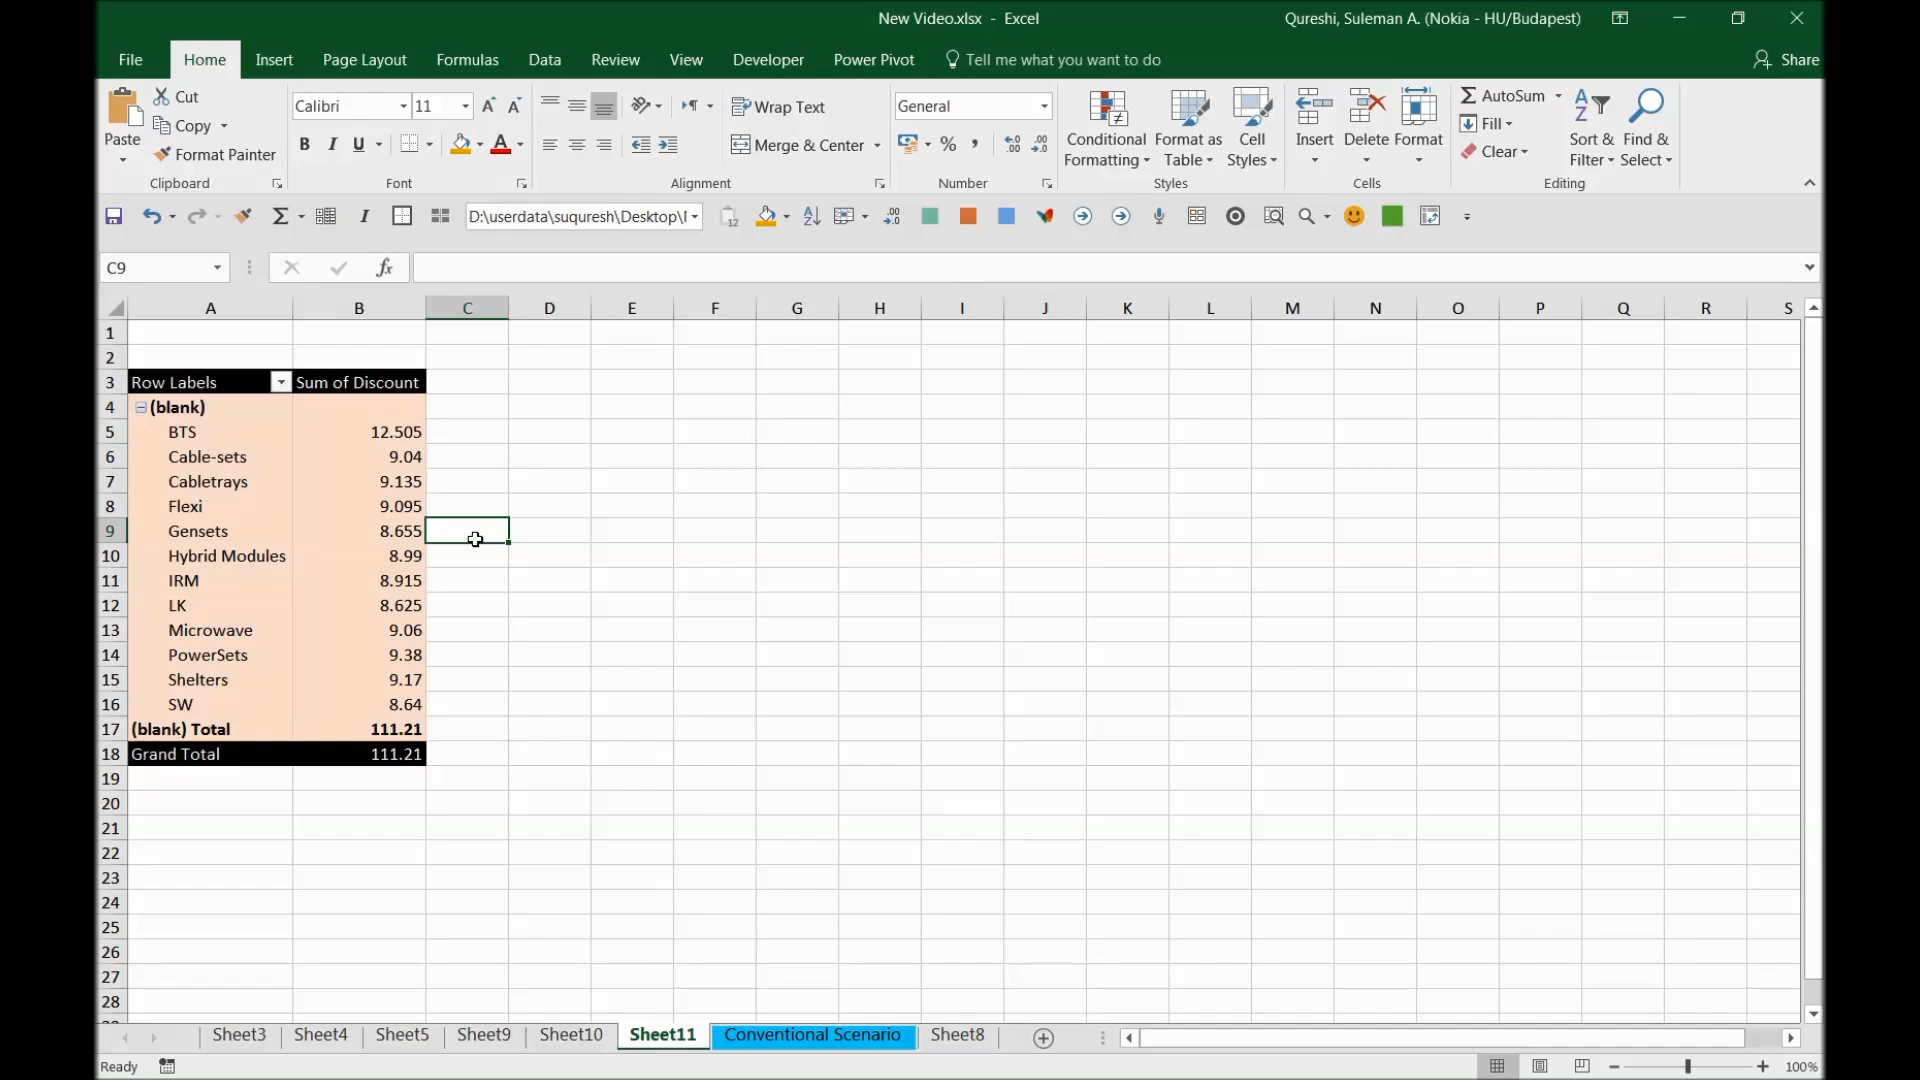 New Video.xlsx - Excel
Qureshi, Suleman A. (Nokia - HU/Budapest)
File Home Insert Page Layout Formulas Data Review View Developer Power Pivot Tell me what you want to do Share
Paste
Cut
Copy
Format Painter
Clipboard
Calibri 11
B I U
Font
Wrap Text
Merge & Center
Alignment
General
%
Number
Conditional Formatting
Format as Table
Cell Styles
Styles
Insert
Delete
Format
Cells
AutoSum
Fill
Clear
Sort & Filter
Find & Select
Editing
D:\userdata\suquresh\Desktop\
C9
fx
A B C D E F G H I J K L M N O P Q R S
1
2
3 Row Labels Sum of Discount
4 (blank)
5 BTS 12.505
6 Cable-sets 9.04
7 Cabletrays 9.135
8 Flexi 9.095
9 Gensets 8.655
10 Hybrid Modules 8.99
11 IRM 8.915
12 LK 8.625
13 Microwave 9.06
14 PowerSets 9.38
15 Shelters 9.17
16 SW 8.64
17 (blank) Total 111.21
18 Grand Total 111.21
19
20
21
22
23
24
25
26
27
28
Sheet3 Sheet4 Sheet5 Sheet9 Sheet10 Sheet11 Conventional Scenario Sheet8
Ready
100%